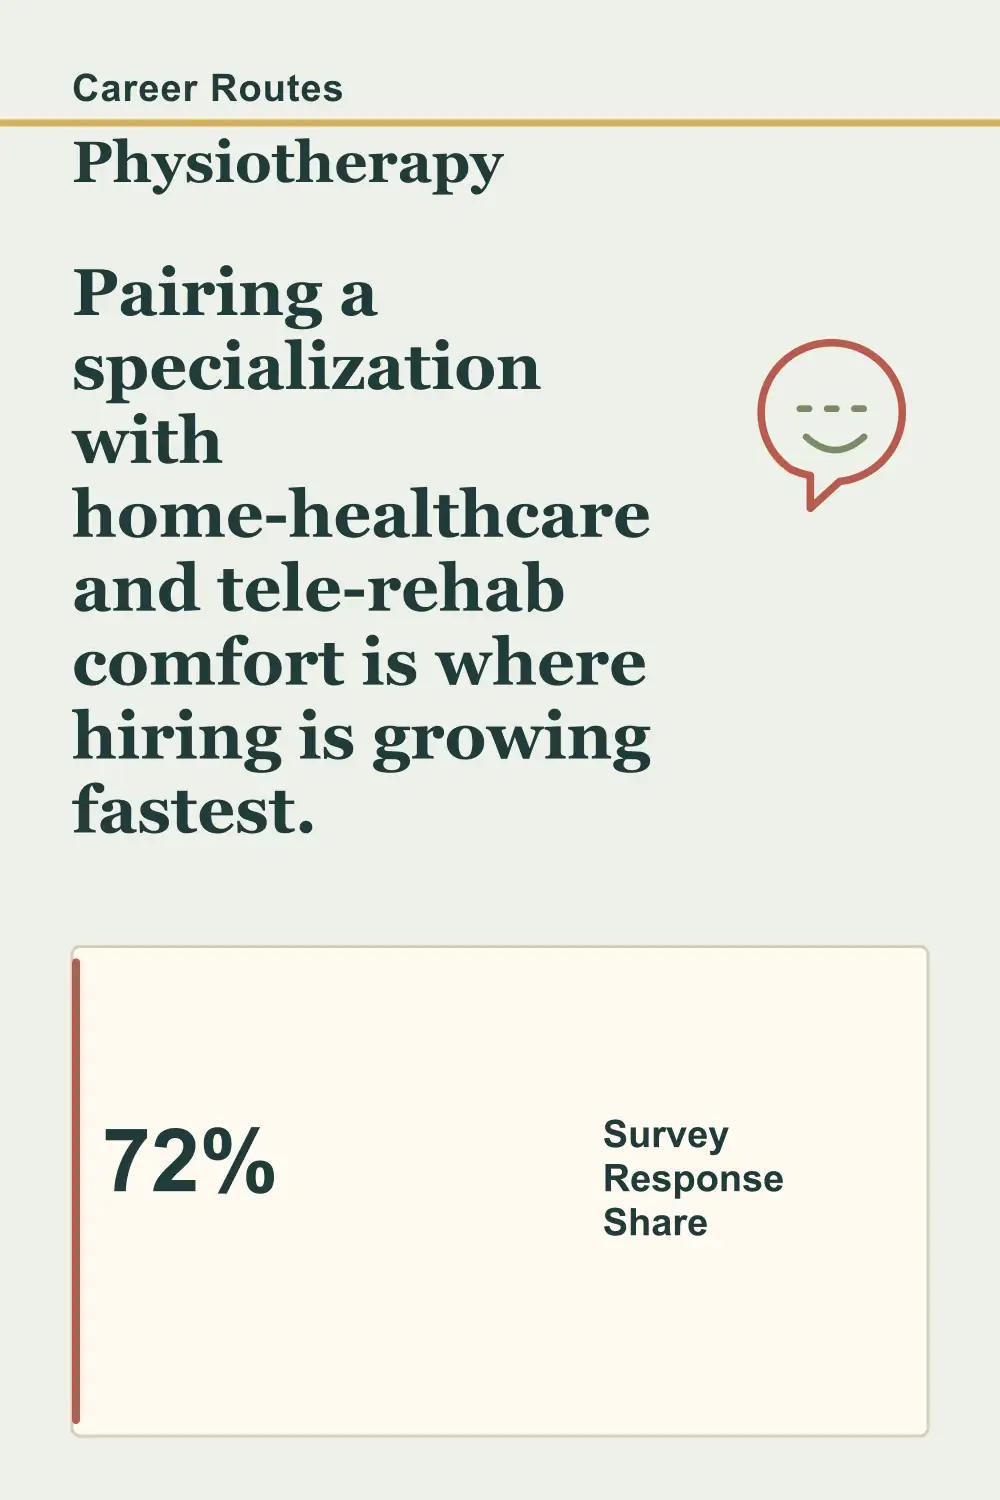 Career Routes
Physiotherapy
Pairing a
specialization
with
home-healthcare
and tele-rehab
comfort is where
hiring is growing
fastest.
72%
Survey
Response
Share